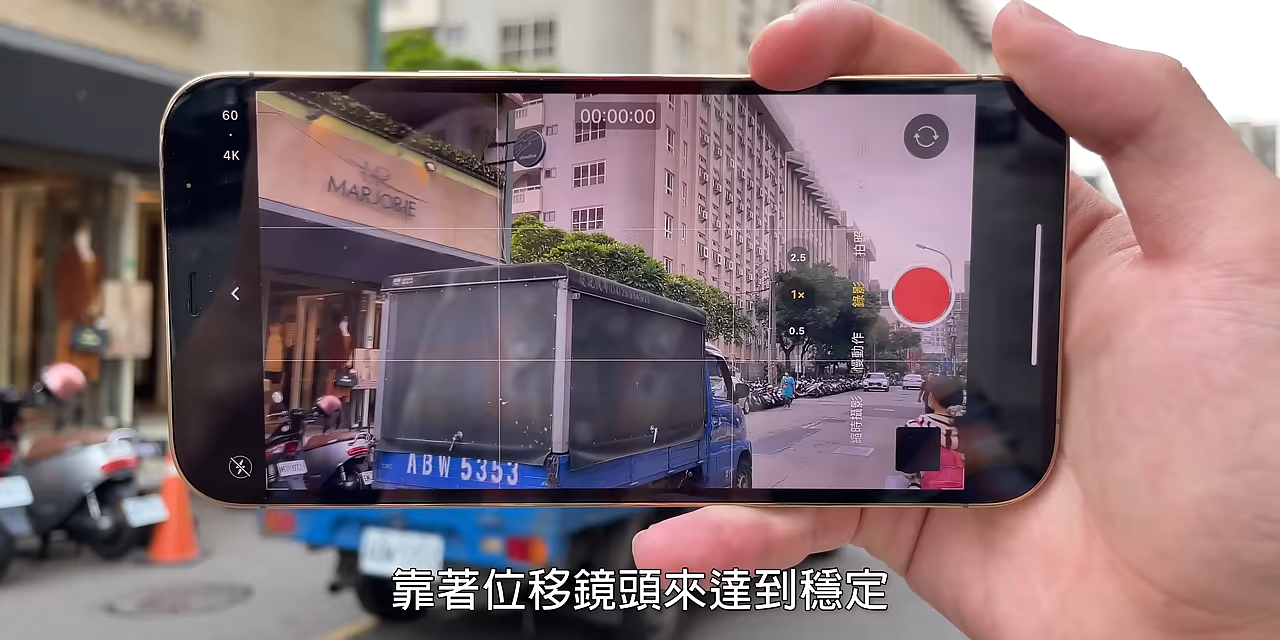 60
4K
00:00:00
MARJORIE
2.5
1×
0.5
拍照
錄影
慢動作
縮時攝影
ABW 5353
靠著位移鏡頭來達到穩定